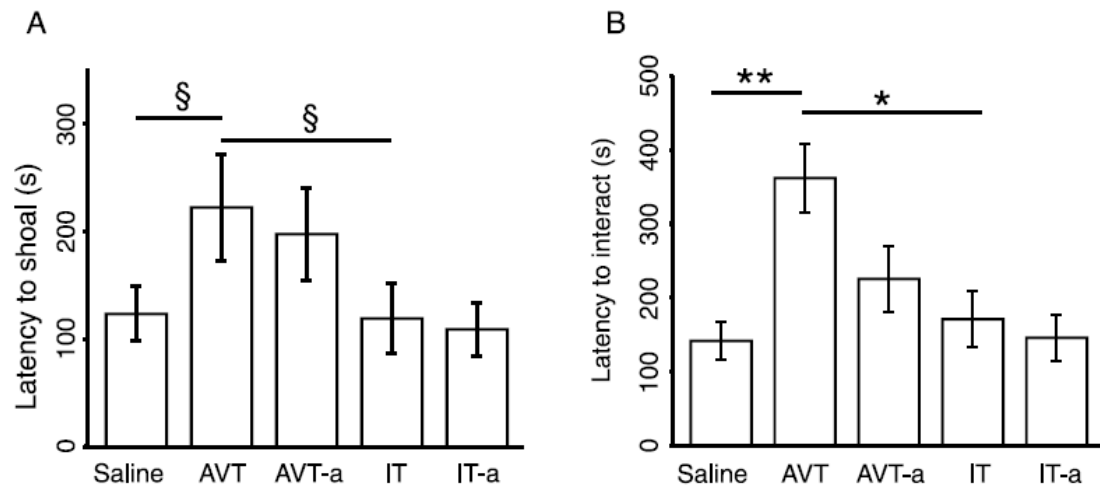 A
Latency to shoal (s)
0
100
200
300
§
§
Saline AVT AVT-a IT IT-a
B
Latency to interact (s)
0
100
200
300
400
500
**
*
Saline AVT AVT-a IT IT-a